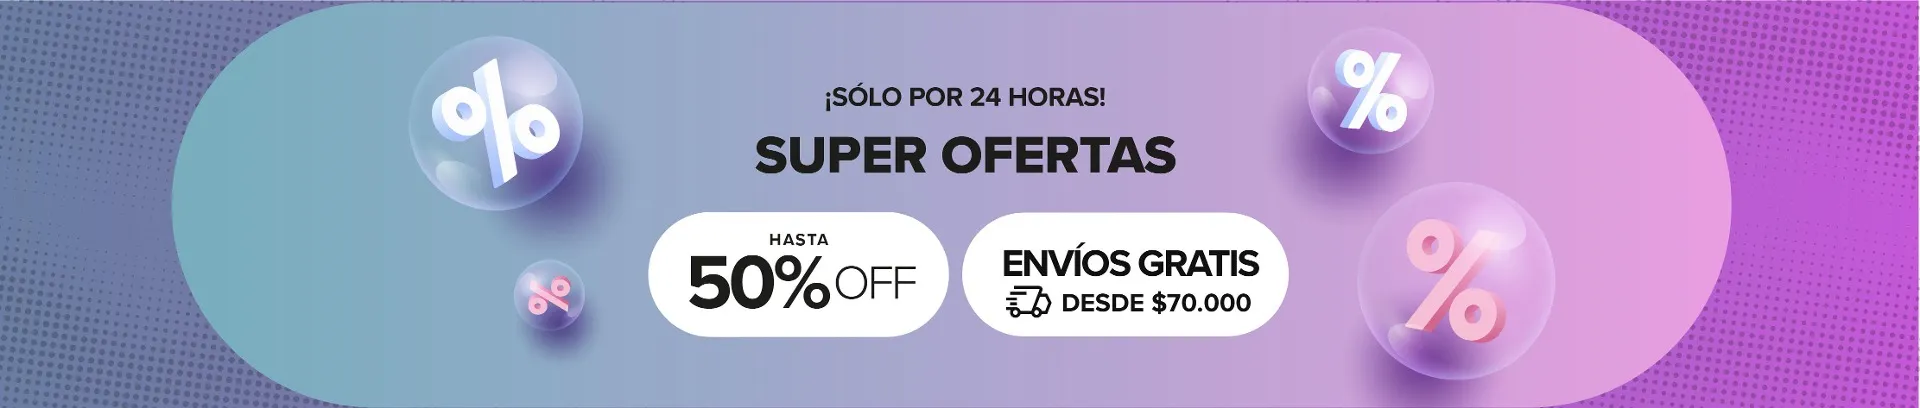 ¡SÓLO POR 24 HORAS!
SUPER OFERTAS
HASTA
50% OFF
ENVÍOS GRATIS
DESDE $70.000
%
%
%
%